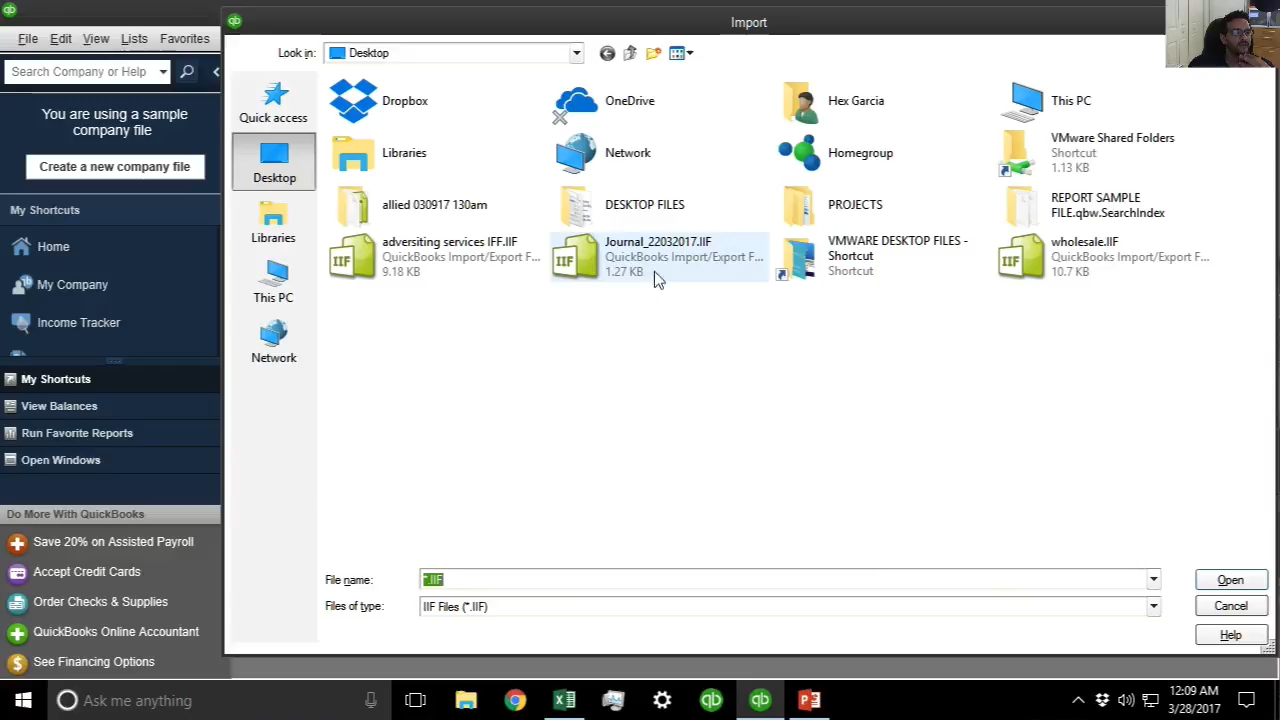 Import
File Edit View Lists Favorites
Search Company or Help
You are using a sample
company file
Create a new company file
My Shortcuts
Home
My Company
Income Tracker
My Shortcuts
View Balances
Run Favorite Reports
Open Windows
Do More With QuickBooks
Save 20% on Assisted Payroll
Accept Credit Cards
Order Checks & Supplies
QuickBooks Online Accountant
See Financing Options
Look in: Desktop
Quick access
Desktop
Libraries
This PC
Network
Dropbox
OneDrive
Hex Garcia
This PC
Libraries
Network
Homegroup
VMware Shared Folders
Shortcut
1.13 KB
allied 030917 130am
DESKTOP FILES
PROJECTS
REPORT SAMPLE
FILE.qbw.SearchIndex
IIF
adversiting services IFF.IIF
QuickBooks Import/Export F...
9.18 KB
IIF
Journal_22032017.IIF
QuickBooks Import/Export F...
1.27 KB
VMWARE DESKTOP FILES -
Shortcut
Shortcut
IIF
wholesale.IIF
QuickBooks Import/Export F...
10.7 KB
File name: *.IIF
Open
Files of type: IIF Files (*.IIF)
Cancel
Help
Ask me anything
12:09 AM
3/28/2017